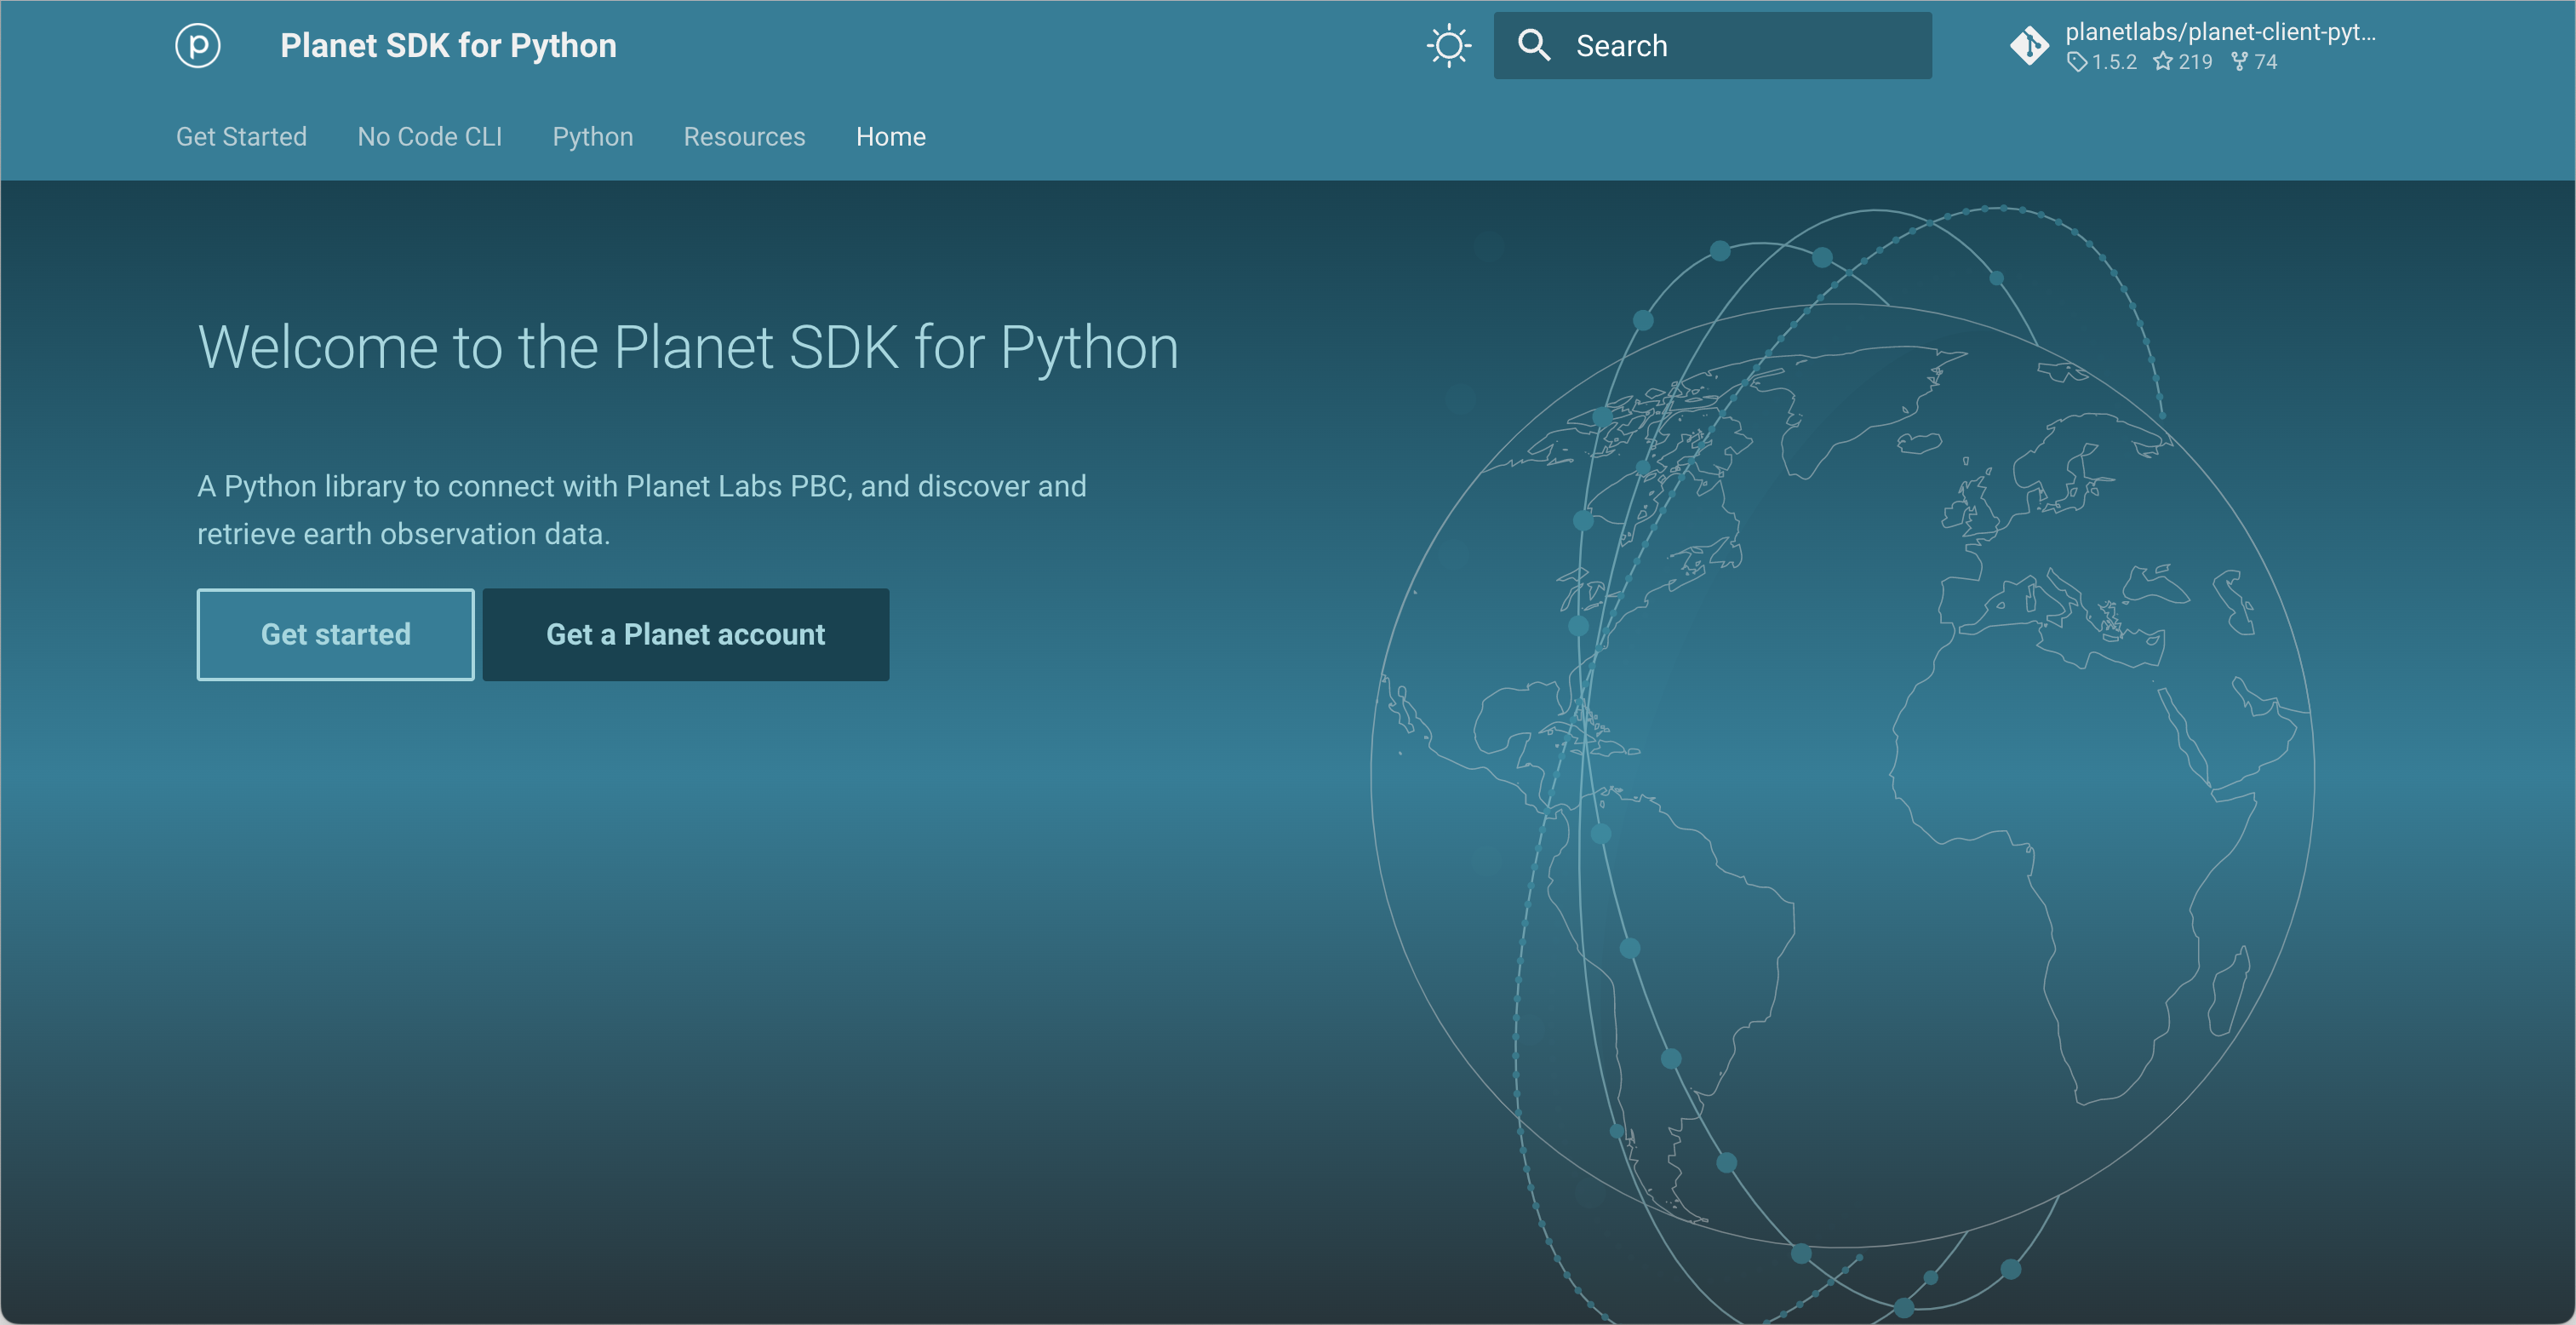 Planet SDK for Python
Search
planetlabs/planet-client-pyt...
1.5.2 219 74
Get Started No Code CLI Python Resources Home
Welcome to the Planet SDK for Python
A Python library to connect with Planet Labs PBC, and discover and
retrieve earth observation data.
Get started Get a Planet account